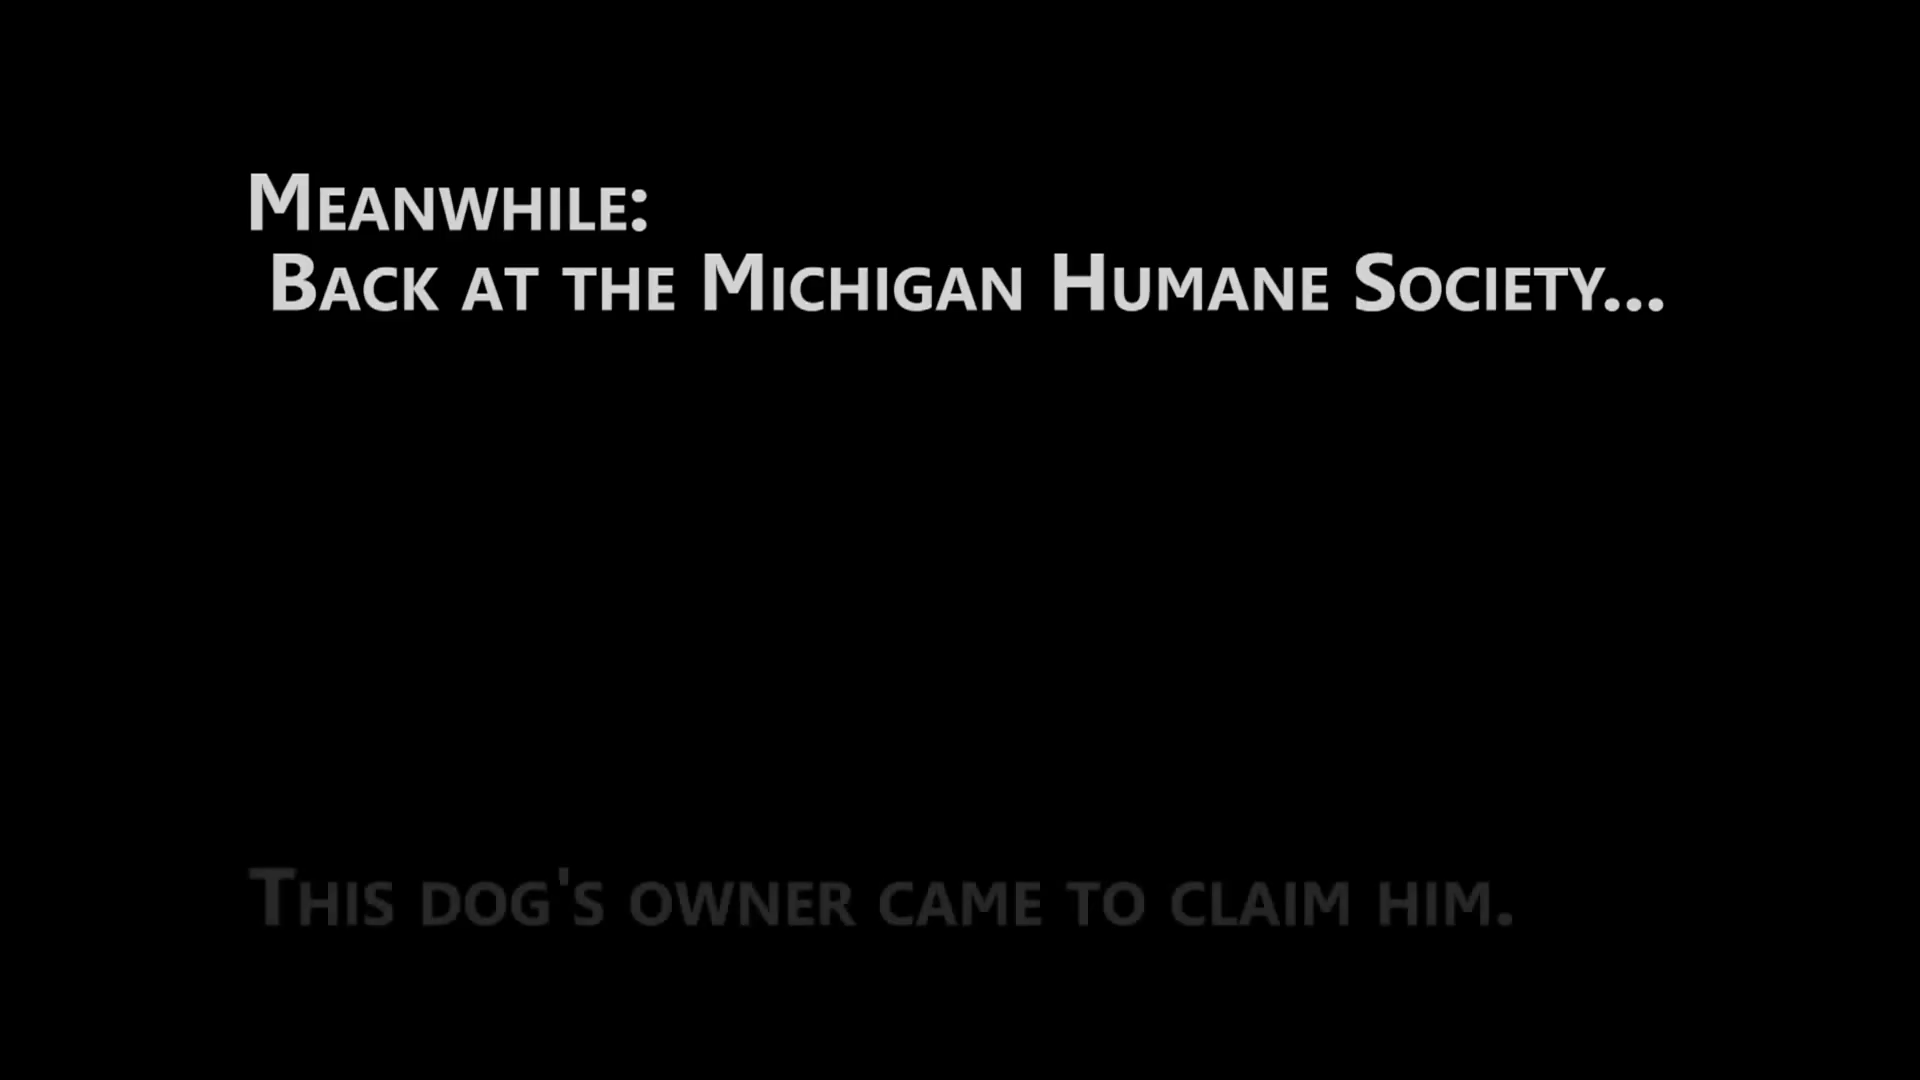 Meanwhile:
Back at the Michigan Humane Society...
This dog's owner came to claim him.